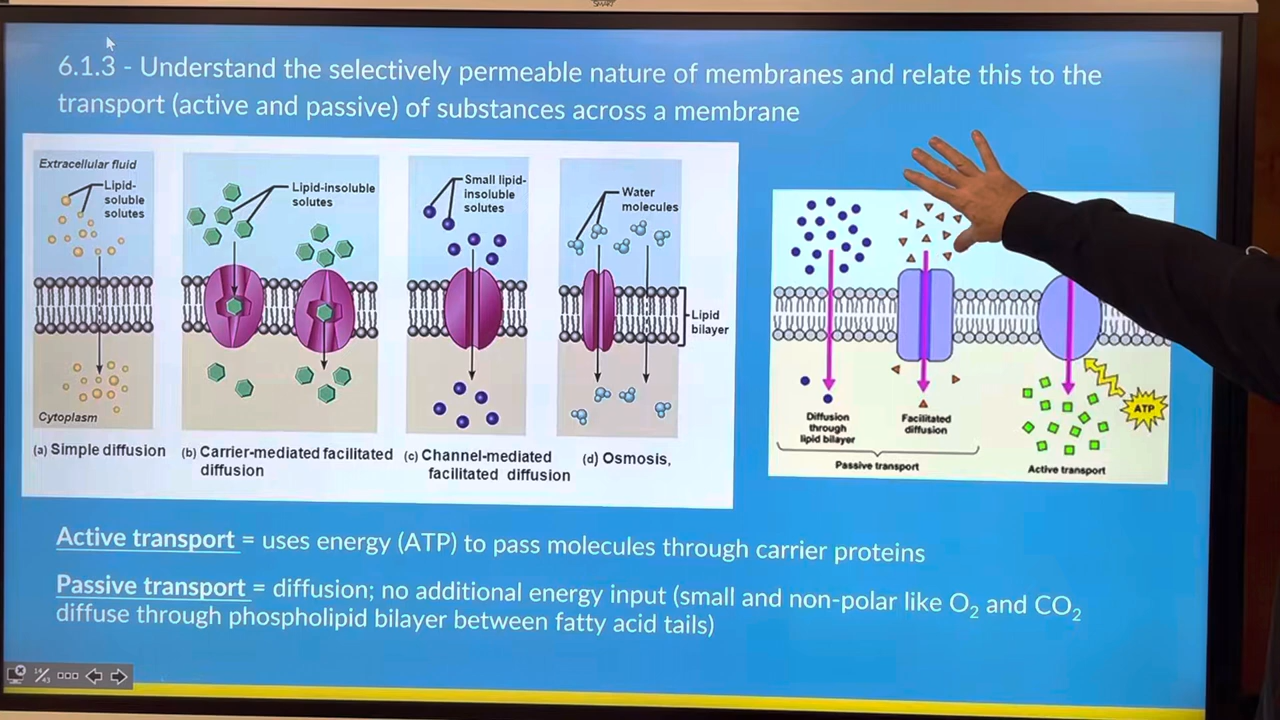 SMART
6.1.3 - Understand the selectively permeable nature of membranes and relate this to the
transport (active and passive) of substances across a membrane
Extracellular fluid
Lipid-
soluble
solutes
Cytoplasm
(a) Simple diffusion
Lipid-insoluble
solutes
(b) Carrier-mediated facilitated
diffusion
Small lipid-
insoluble
solutes
(c) Channel-mediated
facilitated diffusion
Water
molecules
Lipid
bilayer
(d) Osmosis,
Diffusion
through
lipid bilayer
Facilitated
diffusion
Passive transport
ATP
Active transport
Active transport = uses energy (ATP) to pass molecules through carrier proteins
Passive transport = diffusion; no additional energy input (small and non-polar like O₂ and CO₂
diffuse through phospholipid bilayer between fatty acid tails)
14/43